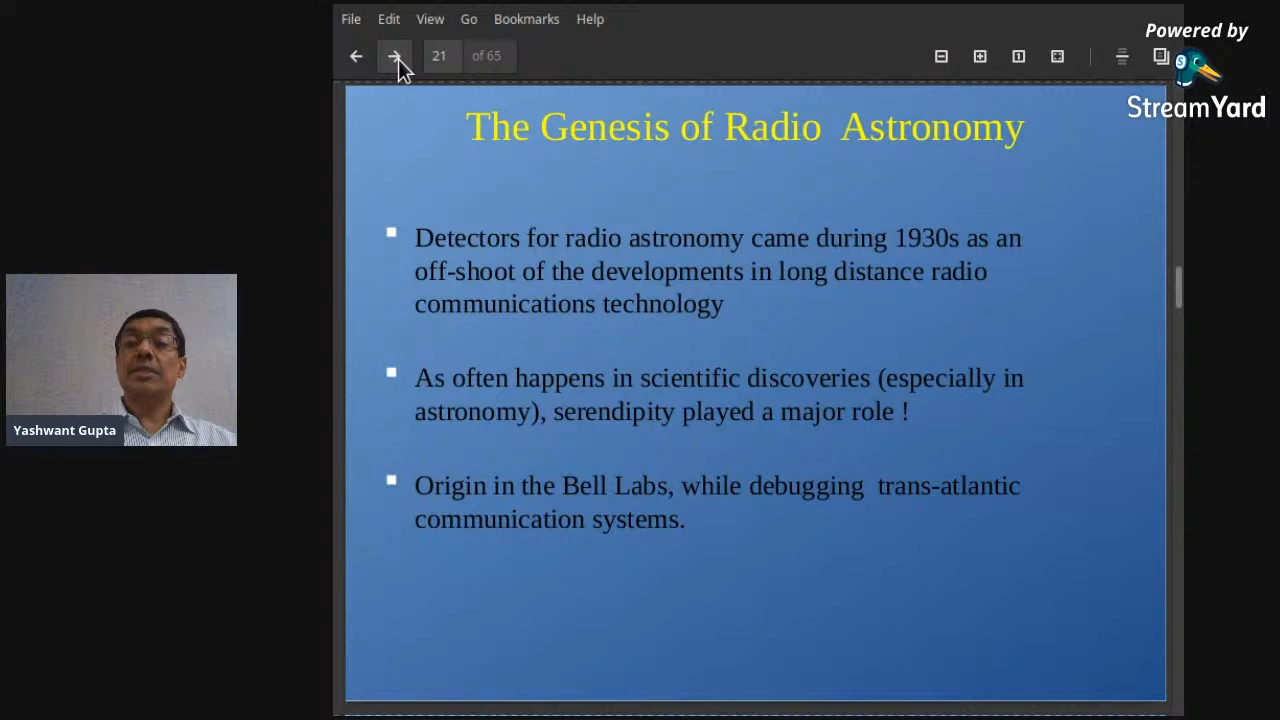 File Edit View Go Bookmarks Help
21 of 65
Powered by
StreamYard
The Genesis of Radio Astronomy
Detectors for radio astronomy came during 1930s as an
off-shoot of the developments in long distance radio
communications technology
As often happens in scientific discoveries (especially in
astronomy), serendipity played a major role !
Origin in the Bell Labs, while debugging trans-atlantic
communication systems.
Yashwant Gupta